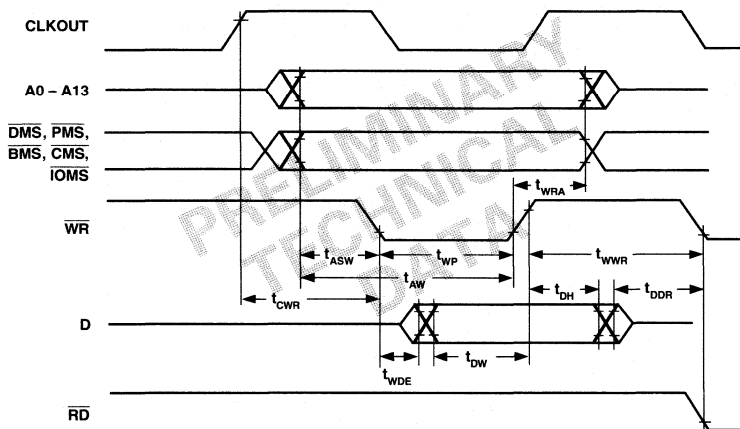 CLKOUT
A0 – A13
DMS, PMS,
BMS, CMS,
IOMS
tWRA
WR
tASW
tWP
tWWR
tAW
tCWR
tDH
tDDR
D
tWDE
tDW
RD
PRELIMINARY
TECHNICAL
DATA